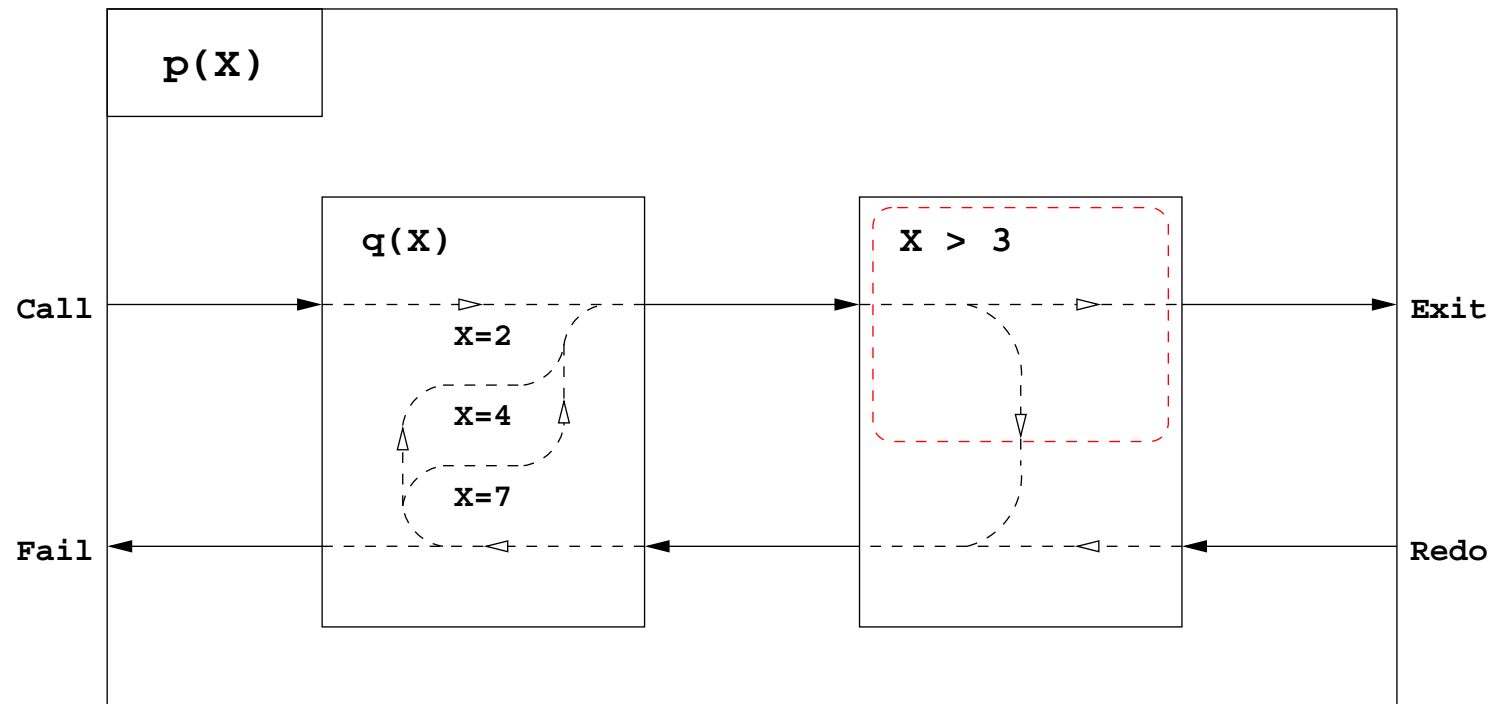 p(X)
q(X)
X > 3
Call
Exit
X=2
X=4
X=7
Fail
Redo